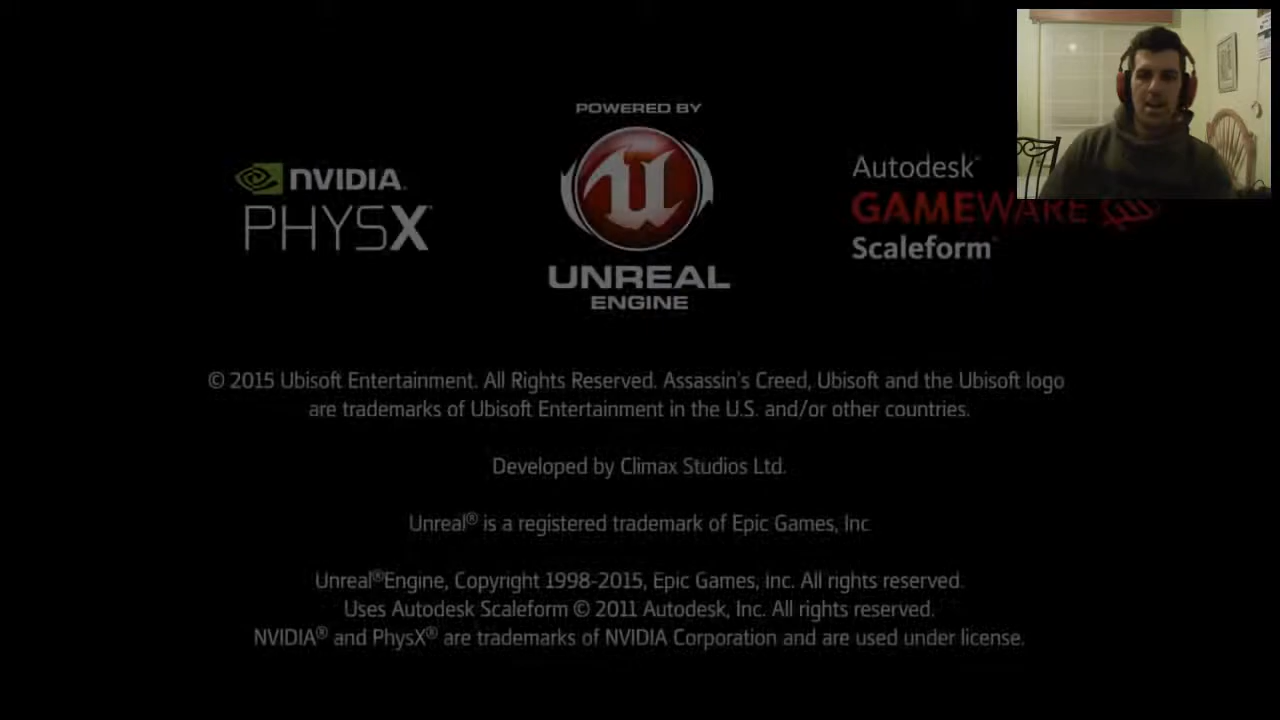 POWERED BY
NVIDIA
PHYSX
UNREAL
ENGINE
Autodesk
GAMEWARE
Scaleform
© 2015 Ubisoft Entertainment. All Rights Reserved. Assassin's Creed, Ubisoft and the Ubisoft logo
are trademarks of Ubisoft Entertainment in the U.S. and/or other countries.
Developed by Climax Studios Ltd.
Unreal® is a registered trademark of Epic Games, Inc
Unreal®Engine, Copyright 1998-2015, Epic Games, Inc. All rights reserved.
Uses Autodesk Scaleform © 2011 Autodesk, Inc. All rights reserved.
NVIDIA® and PhysX® are trademarks of NVIDIA Corporation and are used under license.